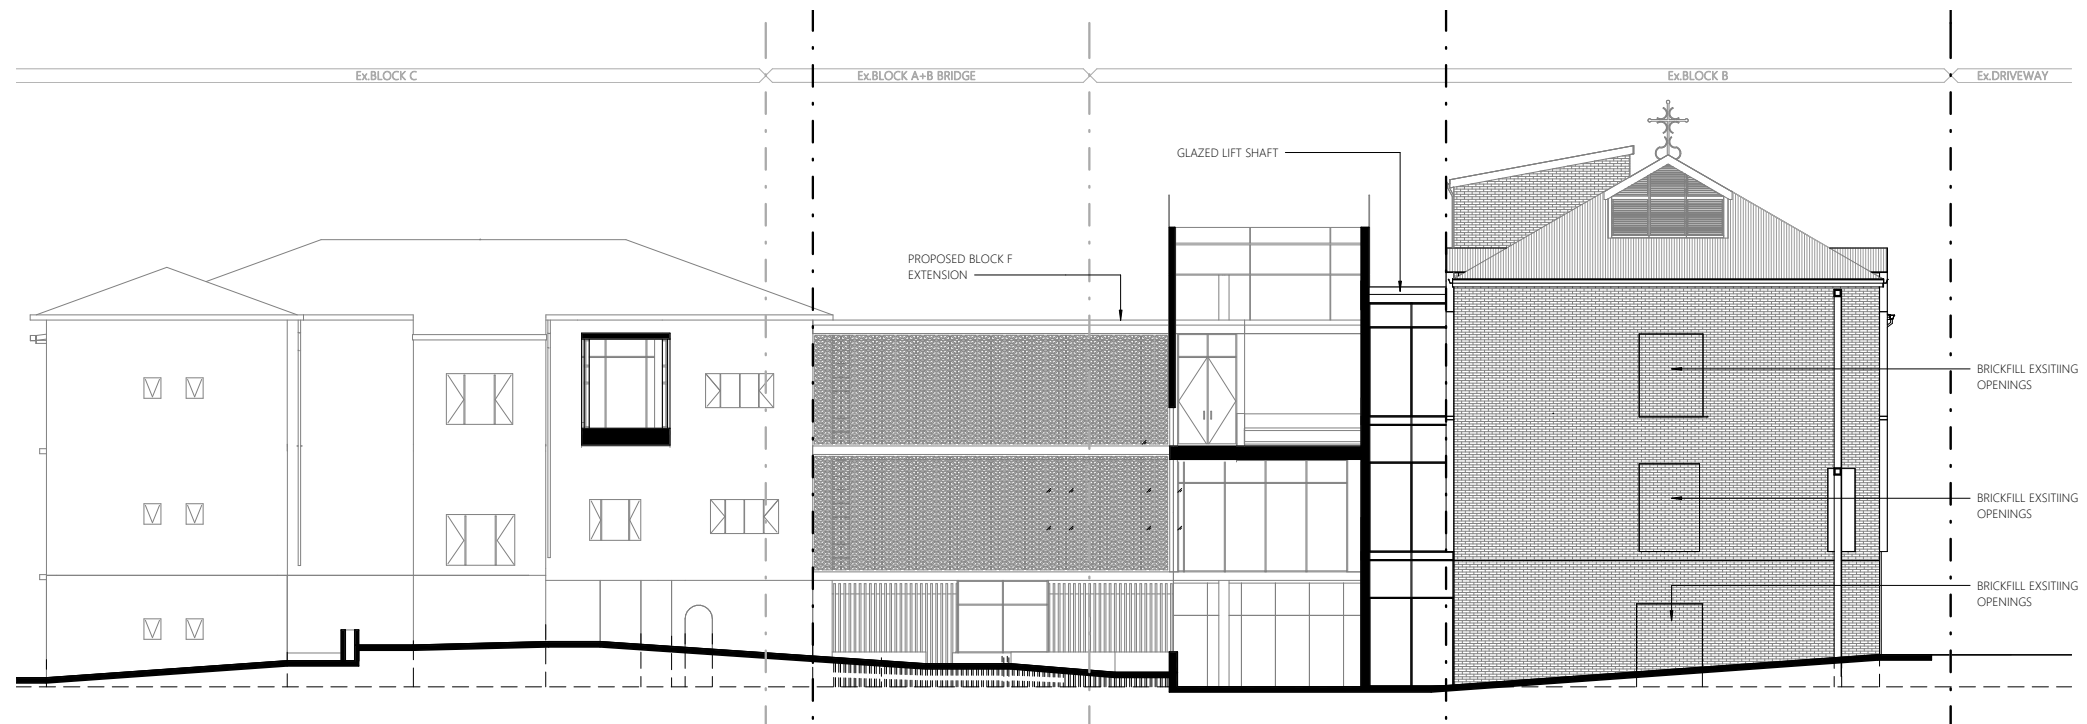 Ex.BLOCK C
Ex.BLOCK A+B BRIDGE
Ex.BLOCK B
Ex.DRIVEWAY
GLAZED LIFT SHAFT
PROPOSED BLOCK F
EXTENSION
BRICKFILL EXSITIING
OPENINGS
BRICKFILL EXSITIING
OPENINGS
BRICKFILL EXSITIING
OPENINGS